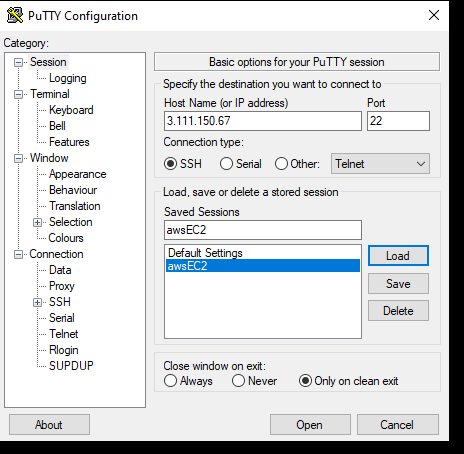 PuTTY Configuration
Category:
Session
Logging
Terminal
Keyboard
Bell
Features
Window
Appearance
Behaviour
Translation
Selection
Colours
Connection
Data
Proxy
SSH
Serial
Telnet
Rlogin
SUPDUP
Basic options for your PuTTY session
Specify the destination you want to connect to
Host Name (or IP address) Port
3.111.150.67 22
Connection type:
SSH Serial Other: Telnet
Load, save or delete a stored session
Saved Sessions
awsEC2
Default Settings
awsEC2
Load
Save
Delete
Close window on exit:
Always Never Only on clean exit
About Open Cancel